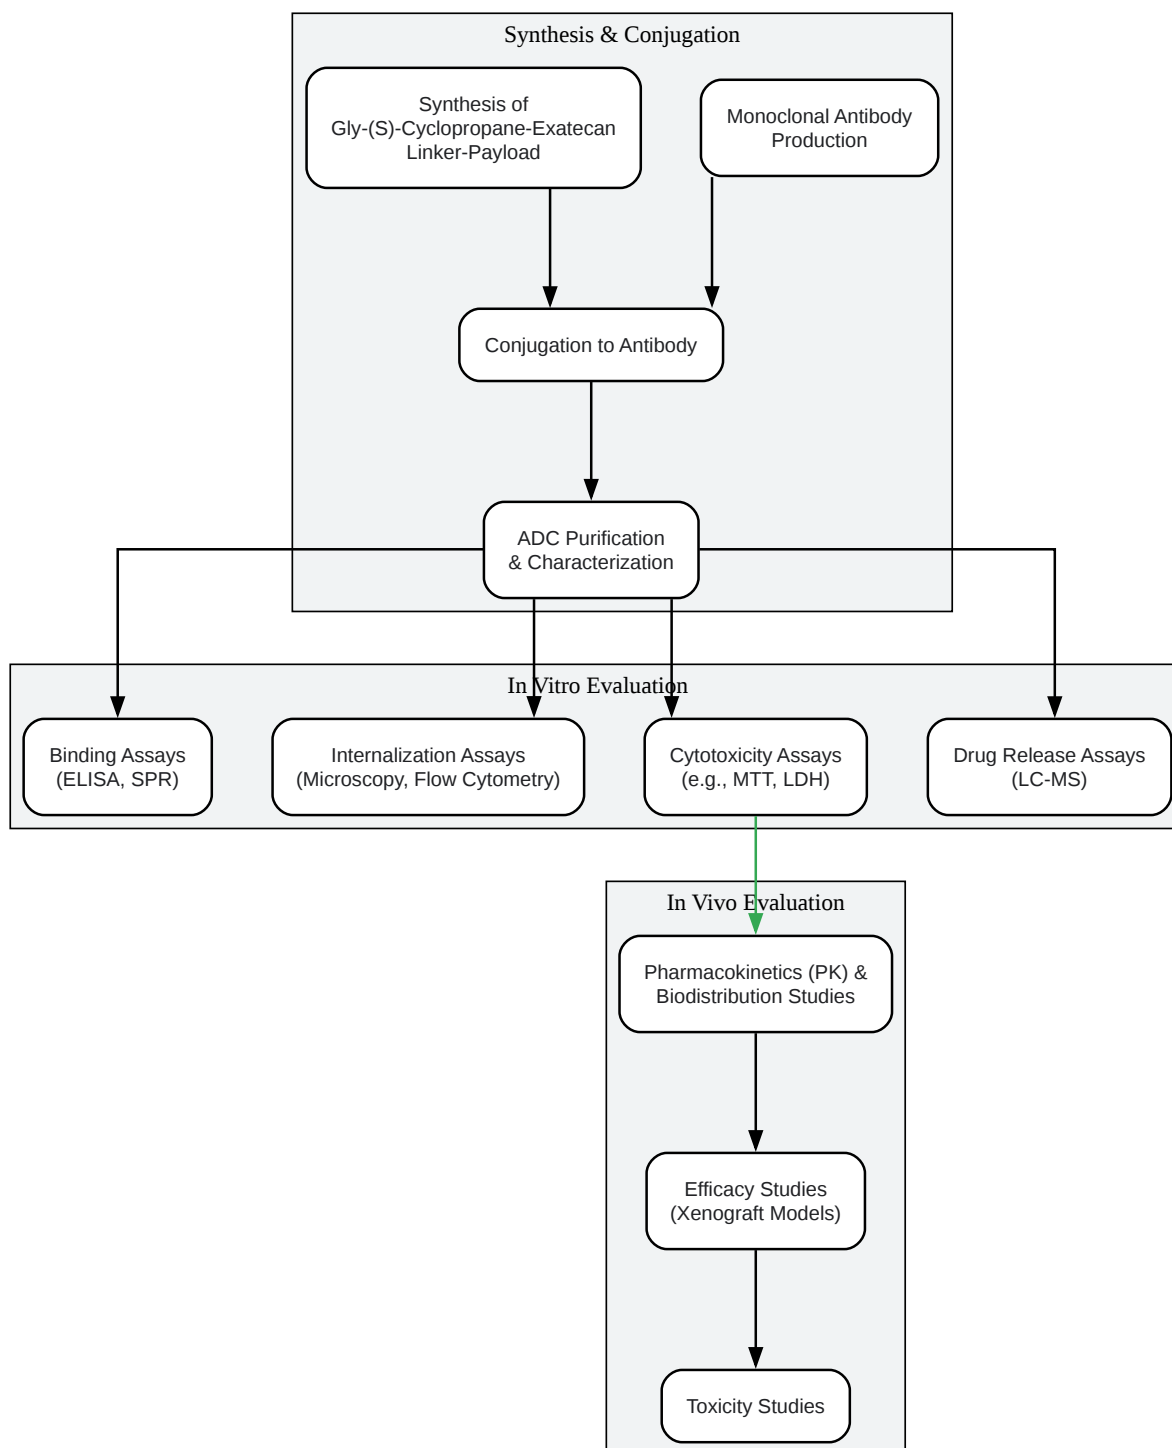 Synthesis & Conjugation
Synthesis of
Gly-(S)-Cyclopropane-Exatecan
Linker-Payload
Monoclonal Antibody
Production
Conjugation to Antibody
ADC Purification
& Characterization
In Vitro Evaluation
Binding Assays
(ELISA, SPR)
Internalization Assays
(Microscopy, Flow Cytometry)
Cytotoxicity Assays
(e.g., MTT, LDH)
Drug Release Assays
(LC-MS)
In Vivo Evaluation
Pharmacokinetics (PK) &
Biodistribution Studies
Efficacy Studies
(Xenograft Models)
Toxicity Studies